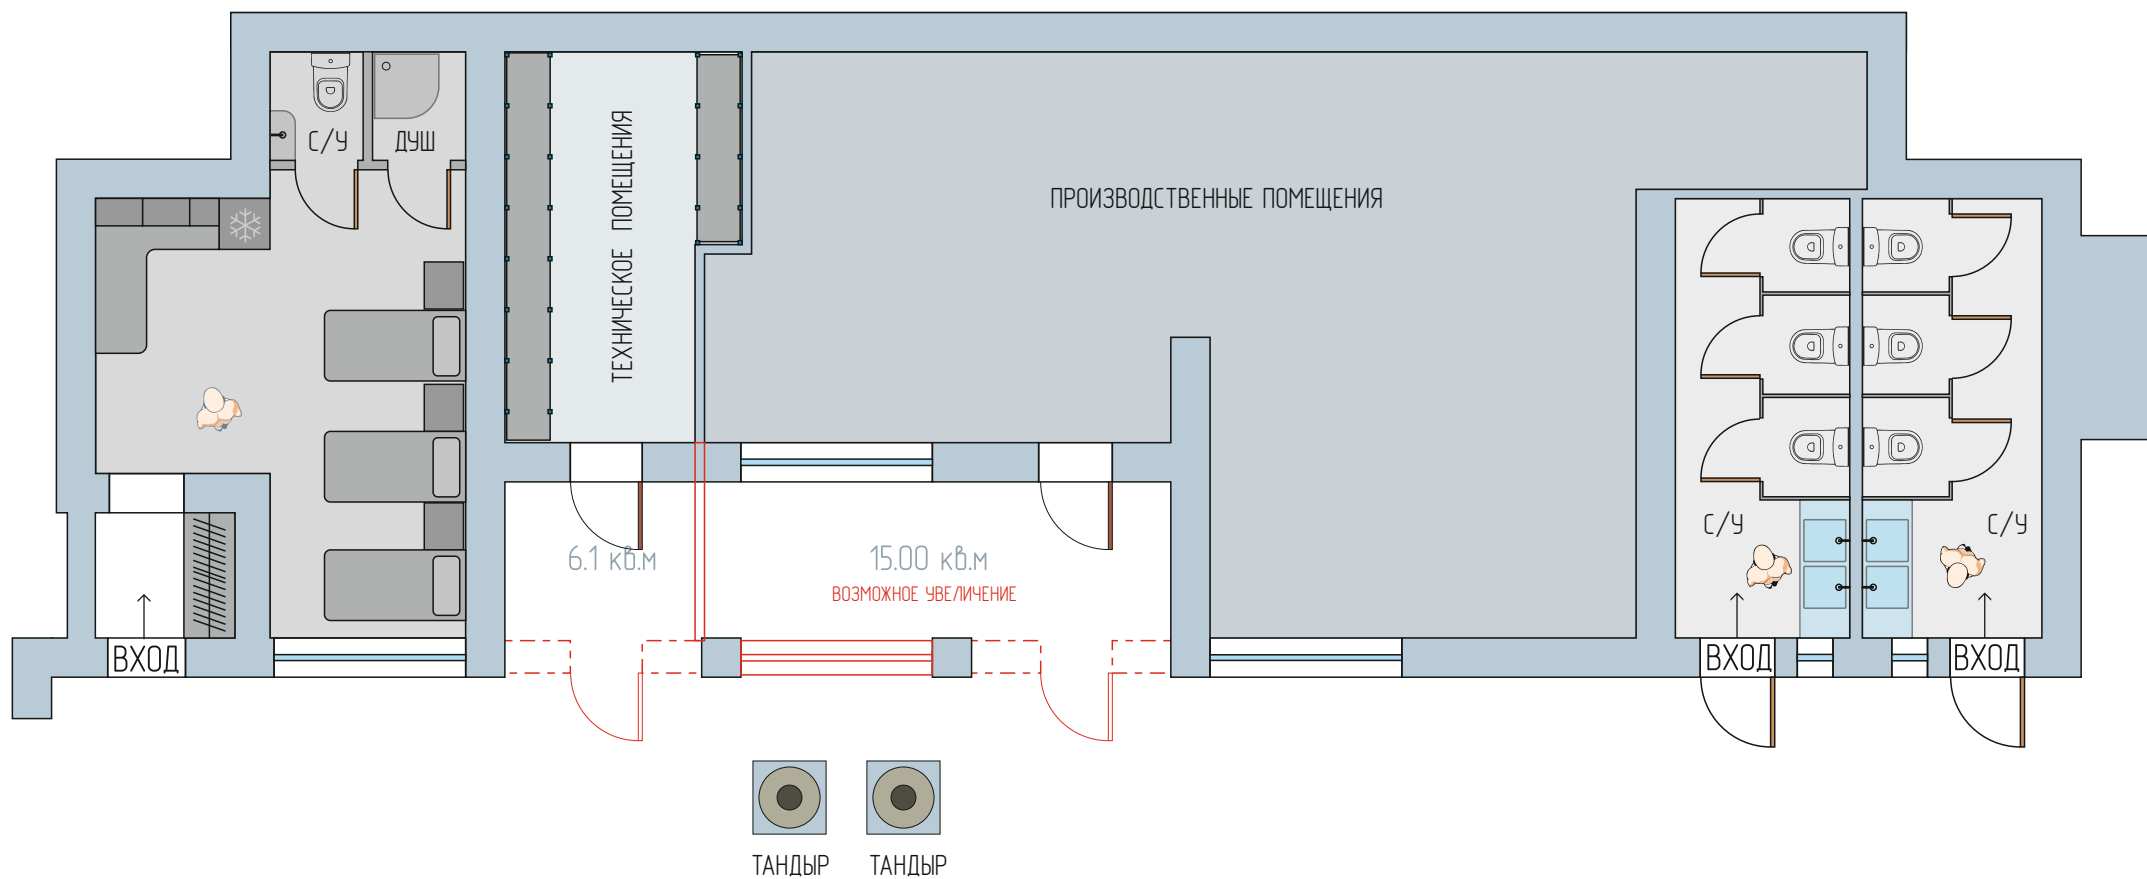 С/У
ДУШ
ТЕХНИЧЕСКОЕ ПОМЕЩЕНИЯ
ПРОИЗВОДСТВЕННЫЕ ПОМЕЩЕНИЯ
С/У
С/У
6.1 кв.м
15.00 кв.м
ВОЗМОЖНОЕ УВЕЛИЧЕНИЕ
ВХОД
ВХОД
ВХОД
ТАНДЫР
ТАНДЫР